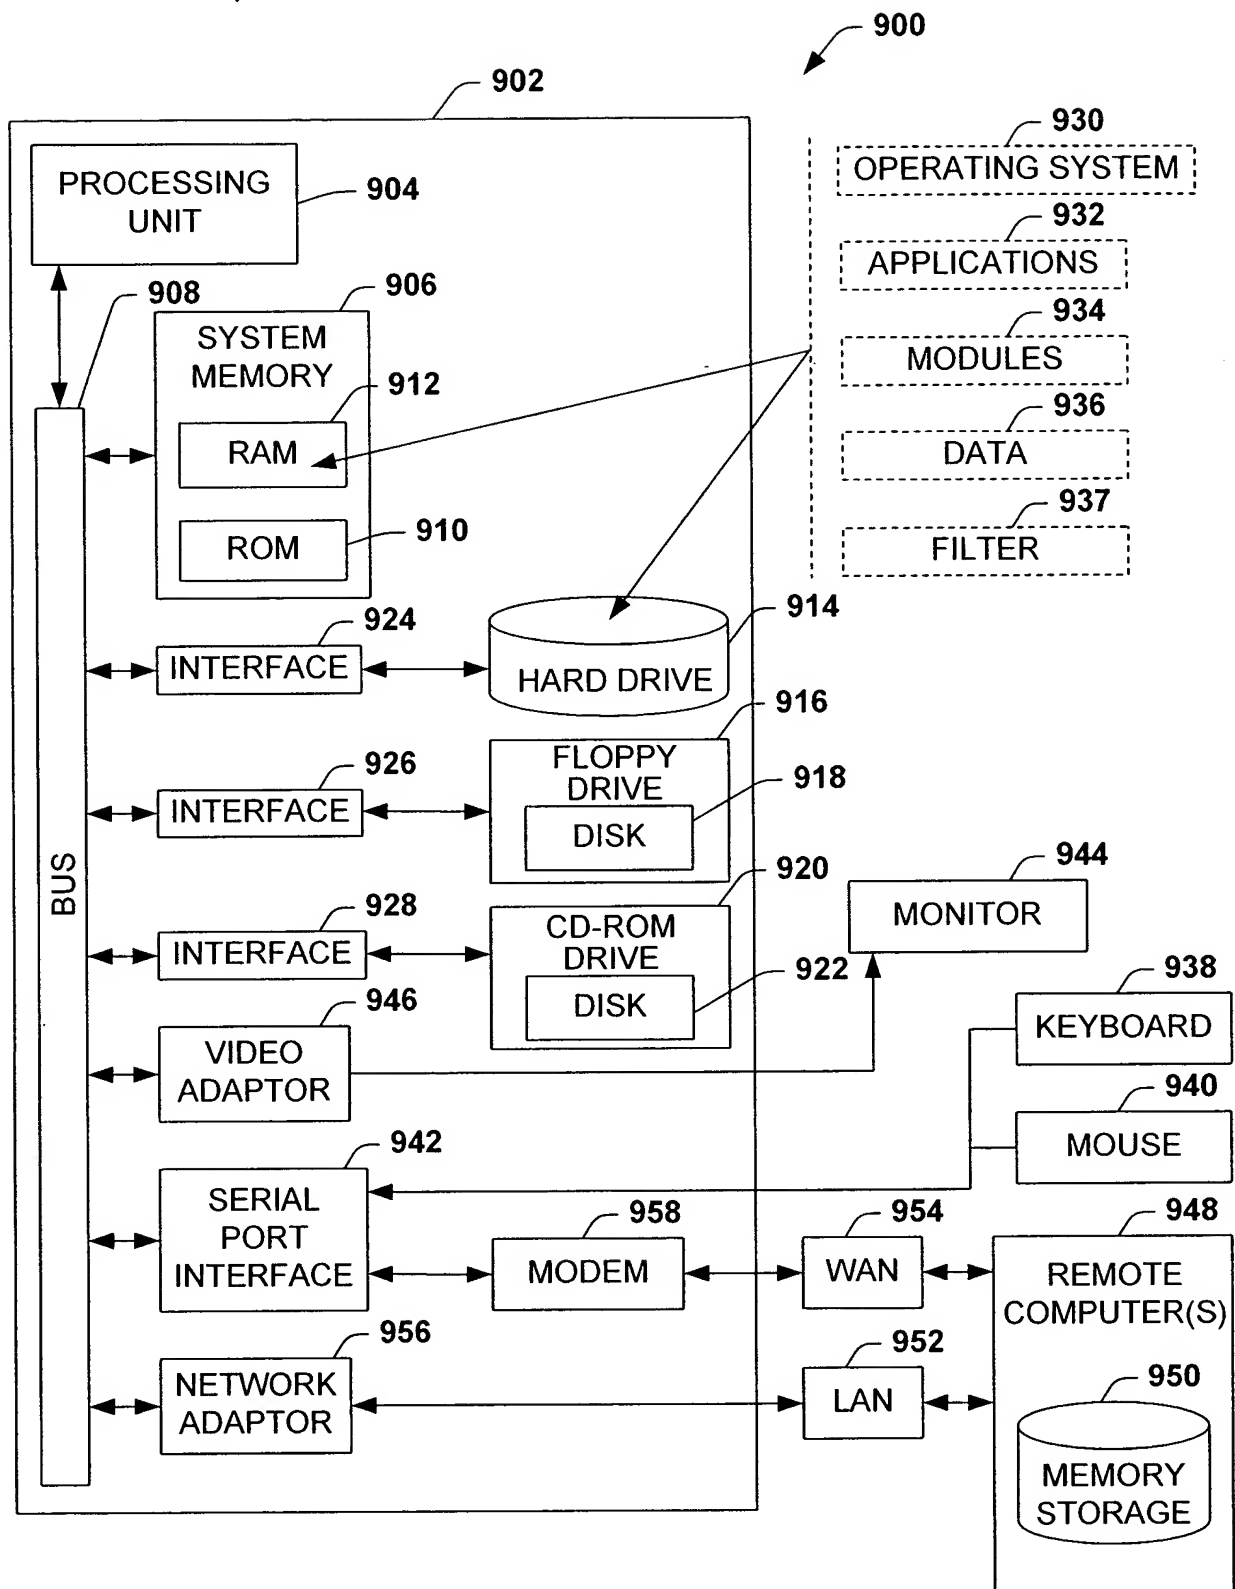 900
902
930
OPERATING SYSTEM
PROCESSING
UNIT
904
932
APPLICATIONS
908
906
SYSTEM
MEMORY
934
MODULES
912
RAM
936
DATA
910
ROM
937
FILTER
914
924
INTERFACE
HARD DRIVE
916
FLOPPY
DRIVE
926
INTERFACE
918
DISK
BUS
920
944
MONITOR
928
INTERFACE
CD-ROM
DRIVE
922
DISK
938
KEYBOARD
946
VIDEO
ADAPTOR
940
MOUSE
942
SERIAL
PORT
INTERFACE
958
MODEM
954
WAN
948
REMOTE
COMPUTER(S)
956
NETWORK
ADAPTOR
952
LAN
950
MEMORY
STORAGE